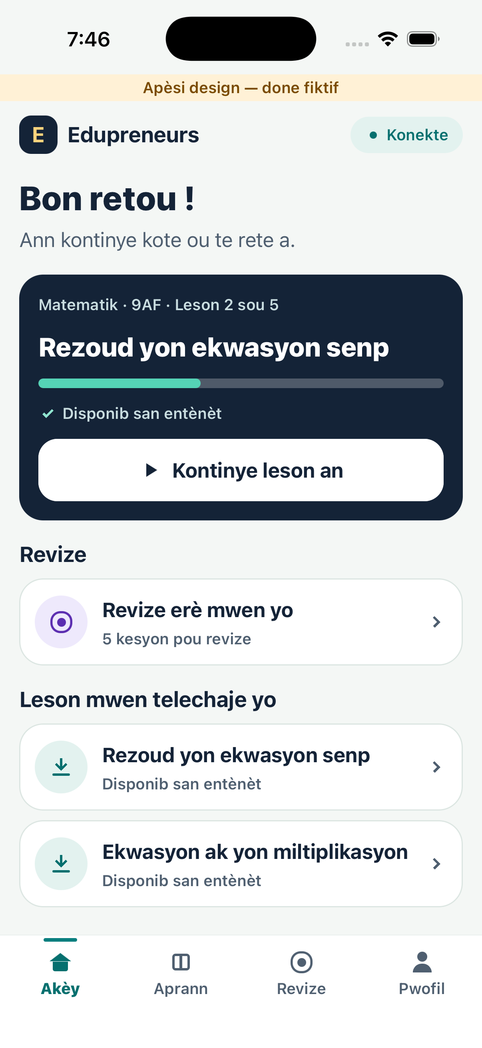 7:46
Apèsi design — done fiktif
E Edupreneurs
Konekte
Bon retou !
Ann kontinye kote ou te rete a.
Matematik · 9AF · Leson 2 sou 5
Rezoud yon ekwasyon senp
Disponib san entènèt
Kontinye leson an
Revize
Revize erè mwen yo
5 kesyon pou revize
Leson mwen telechaje yo
Rezoud yon ekwasyon senp
Disponib san entènèt
Ekwasyon ak yon miltiplikasyon
Disponib san entènèt
Akèy
Aprann
Revize
Pwofil